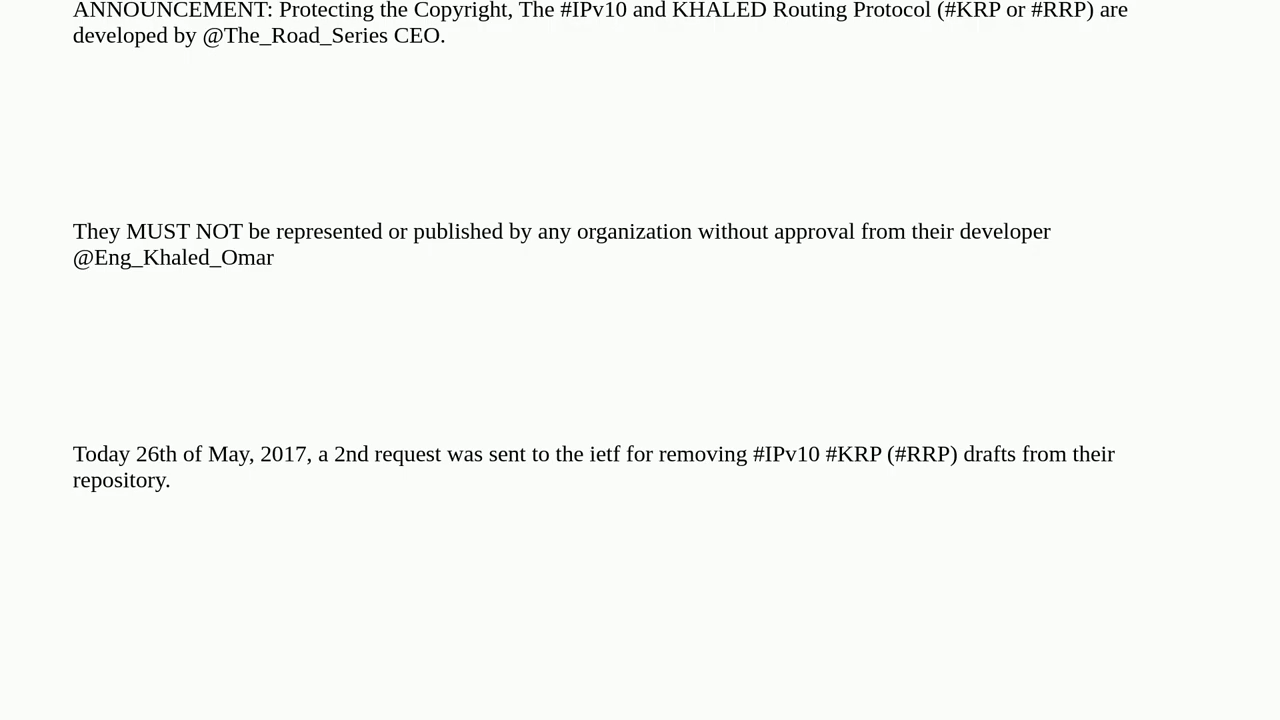 ANNOUNCEMENT: Protecting the Copyright, The #IPv10 and KHALED Routing Protocol (#KRP or #RRP) are
developed by @The_Road_Series CEO.
They MUST NOT be represented or published by any organization without approval from their developer
@Eng_Khaled_Omar
Today 26th of May, 2017, a 2nd request was sent to the ietf for removing #IPv10 #KRP (#RRP) drafts from their
repository.